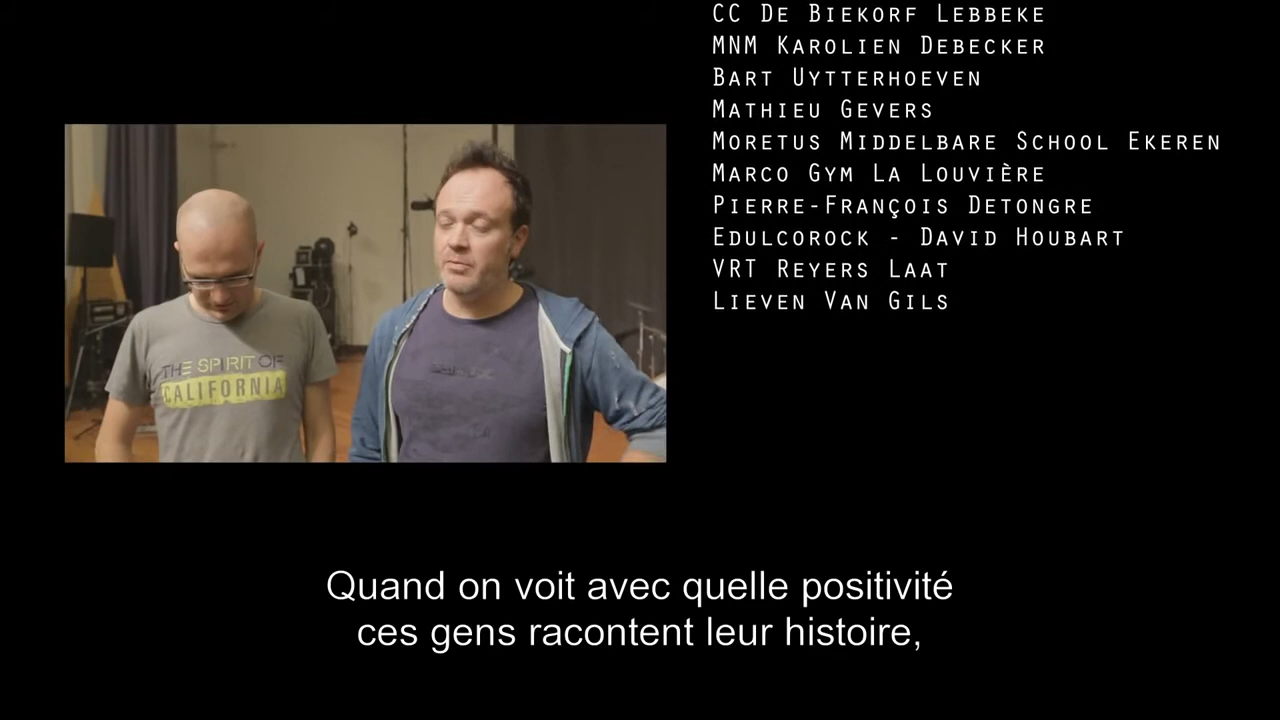 CC De Biekorf Lebbeke
MNM Karolien Debecker
Bart Uytterhoeven
Mathieu Gevers
Moretus Middelbare School Ekeren
Marco Gym La Louvière
Pierre-François Detongre
Edulcorock - David Houbart
VRT Reyers Laat
Lieven Van Gils
THE SPIRIT OF
CALIFORNIA
Quand on voit avec quelle positivité
ces gens racontent leur histoire,